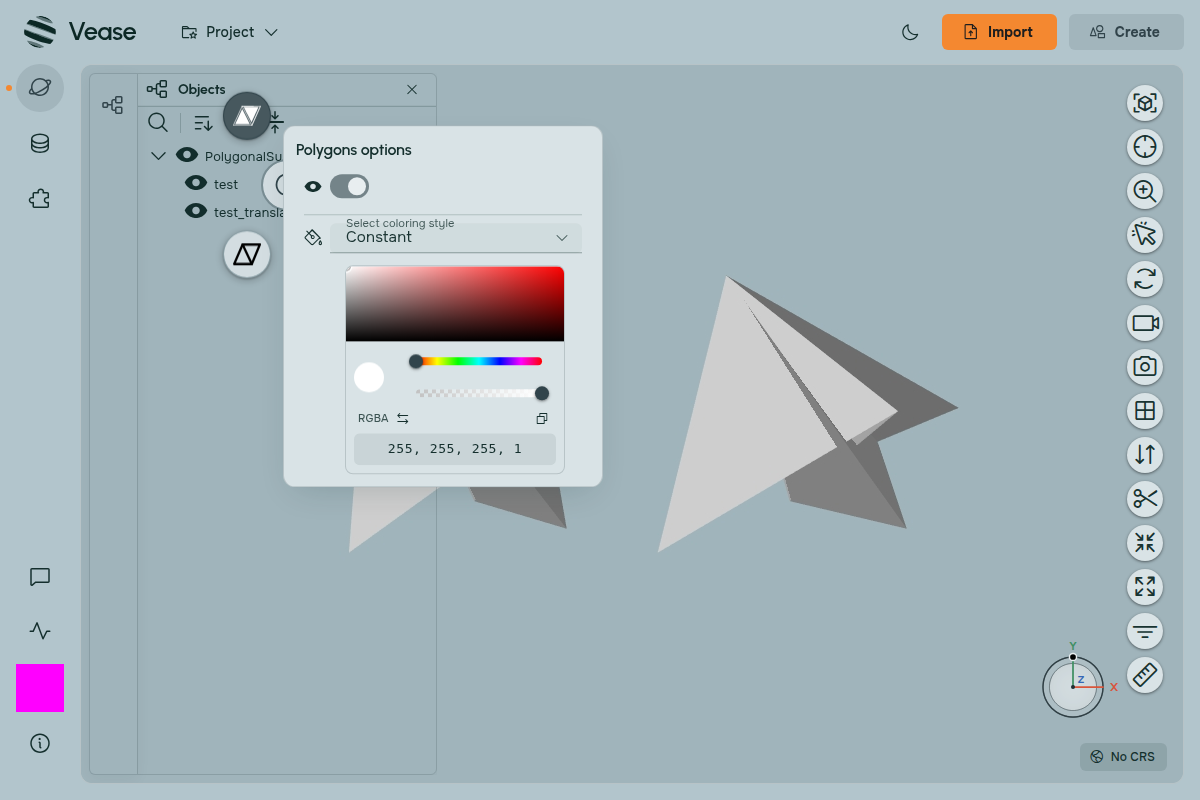 Vease
Project
Import
Create
Objects
PolygonalSu
test
test_transla
Polygons options
Select coloring style
Constant
RGBA
255, 255, 255, 1
Y
Z
X
No CRS